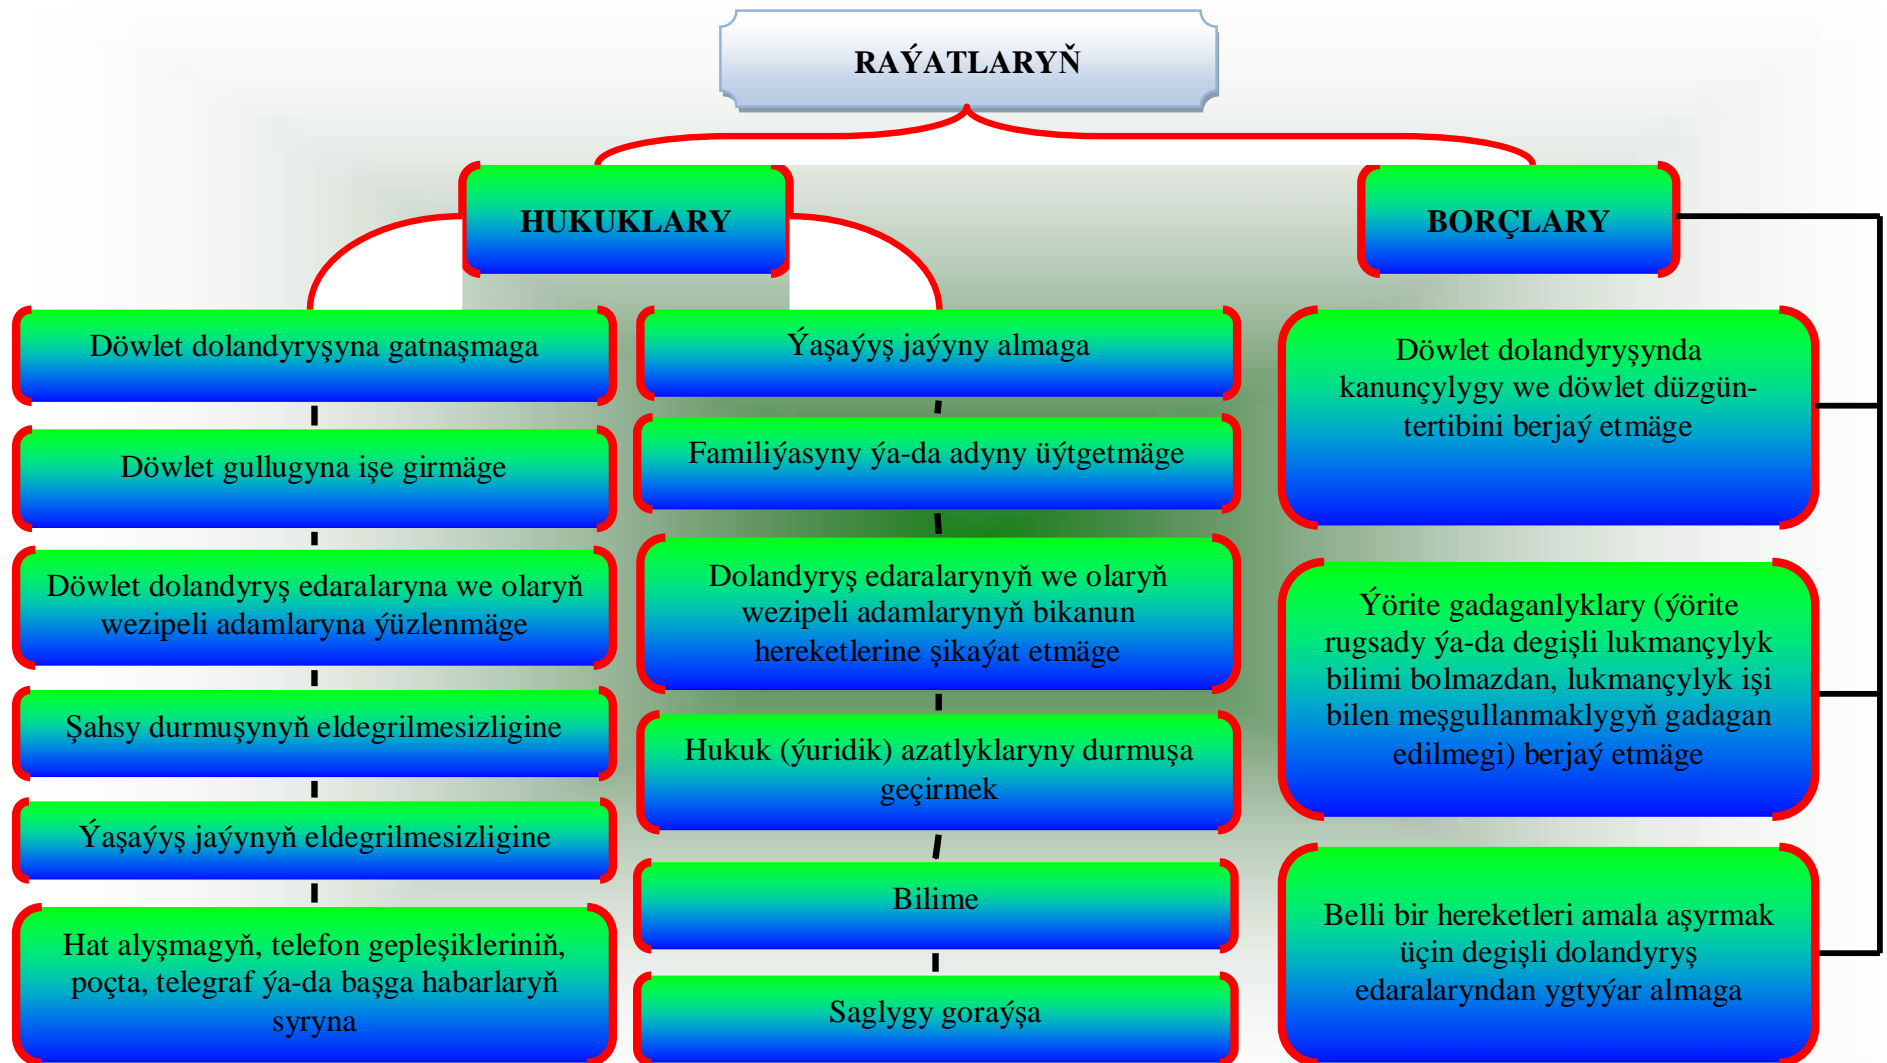 RAÝATLARYŇ
HUKUKLARY
BORÇLARY
Döwlet dolandyryşyna gatnaşmaga
Döwlet gullugyna işe girmäge
Döwlet dolandyryş edaralaryna we olaryň
wezipeli adamlaryna ýüzlenmäge
Şahsy durmuşynyň eldegrilmesizligine
Ýaşaýyş jaýynyň eldegrilmesizligine
Hat alyşmagyň, telefon gepleşikleriniň,
poçta, telegraf ýa-da başga habarlaryň
syryna
Ýaşaýyş jaýyny almaga
Familiýasyny ýa-da adyny üýtgetmäge
Dolandyryş edaralarynyň we olaryň
wezipeli adamlarynyň bikanun
hereketlerine şikaýat etmäge
Hukuk (ýuridik) azatlyklaryny durmuşa
geçirmek
Bilime
Saglygy goraýşa
Döwlet dolandyryşynda
kanunçylygy we döwlet düzgün-
tertibini berjaý etmäge
Ýörite gadaganlyklary (ýörite
rugsady ýa-da degişli lukmançylyk
bilimi bolmazdan, lukmançylyk işi
bilen meşgullanmaklygyň gadagan
edilmegi) berjaý etmäge
Belli bir hereketleri amala aşyrmak
üçin degişli dolandyryş
edaralaryndan ygtyýar almaga